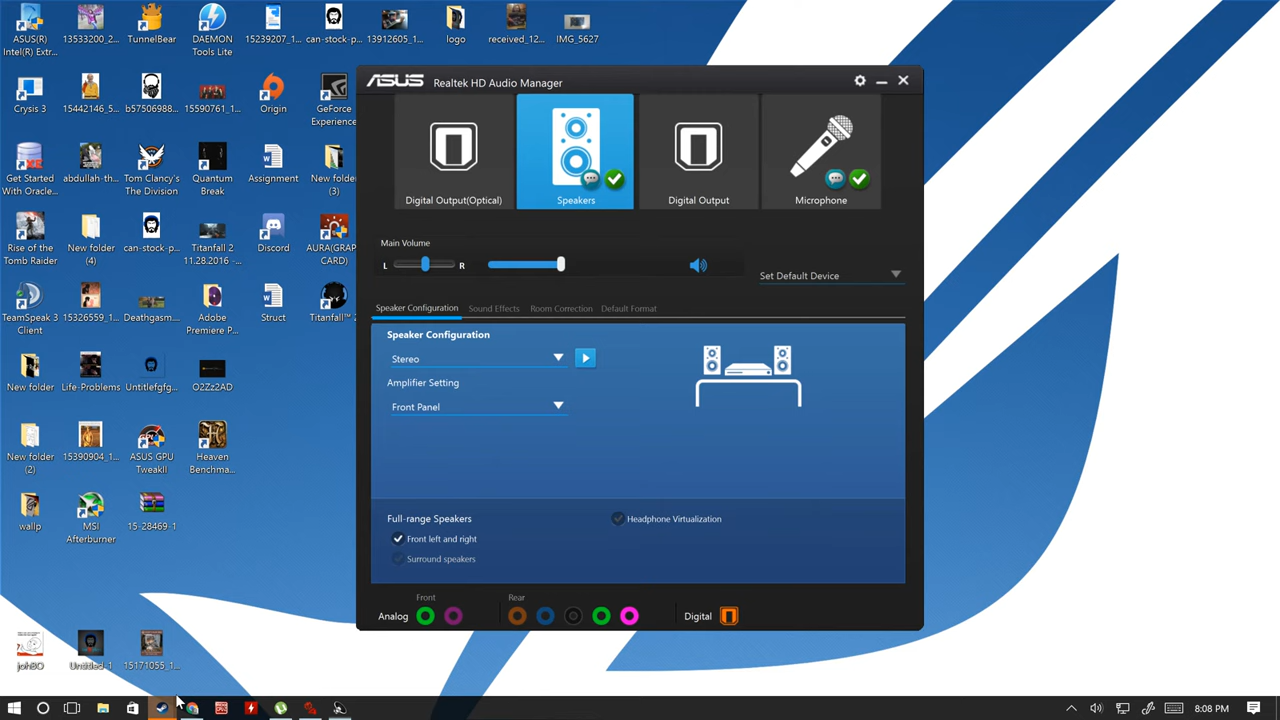 ASUS(R)
Intel(R) Extr...
13533200_2...
TunnelBear
DAEMON
Tools Lite
15239207_1...
can-stock-p...
13912605_1...
logo
received_12...
IMG_5627
Crysis 3
15442146_5...
b57506988...
15590761_1...
Origin
GeForce
Experience
Get Started
With Oracle...
abdullah-th...
Tom Clancy's
The Division
Quantum
Break
Assignment
New folder
(3)
Rise of the
Tomb Raider
New folder
(4)
can-stock-p...
Titanfall 2
11.28.2016 -...
Discord
AURA(GRAP...
CARD)
TeamSpeak 3
Client
15326559_1...
Deathgasm...
Adobe
Premiere P...
Struct
Titanfall™ 2
New folder
Life-Problems
Untitlefgfg...
O2Zz2AD
New folder
(2)
15390904_1...
ASUS GPU
TweakII
Heaven
Benchma...
wallp
MSI
Afterburner
15-28469-1
johBO
Untitled-1
15171055_1...
ASUS Realtek HD Audio Manager
Digital Output(Optical)
Speakers
Digital Output
Microphone
Main Volume
L R
Set Default Device
Speaker Configuration Sound Effects Room Correction Default Format
Speaker Configuration
Stereo
Amplifier Setting
Front Panel
Full-range Speakers
Headphone Virtualization
Front left and right
Surround speakers
Front Rear
Analog Digital
8:08 PM